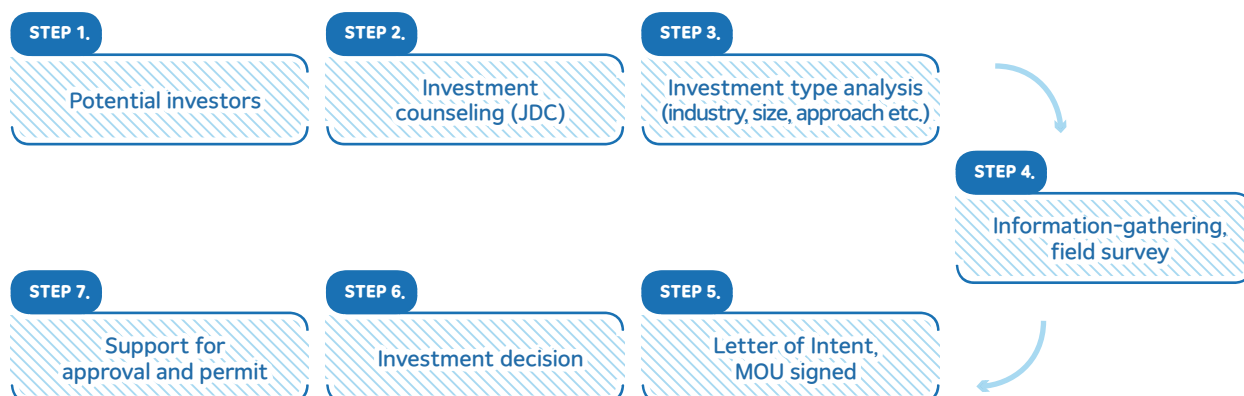 STEP 1.
Potential investors
STEP 2.
Investment
counseling (JDC)
STEP 3.
Investment type analysis
(industry, size, approach etc.)
STEP 4.
Information-gathering,
field survey
STEP 5.
Letter of Intent,
MOU signed
STEP 6.
Investment decision
STEP 7.
Support for
approval and permit